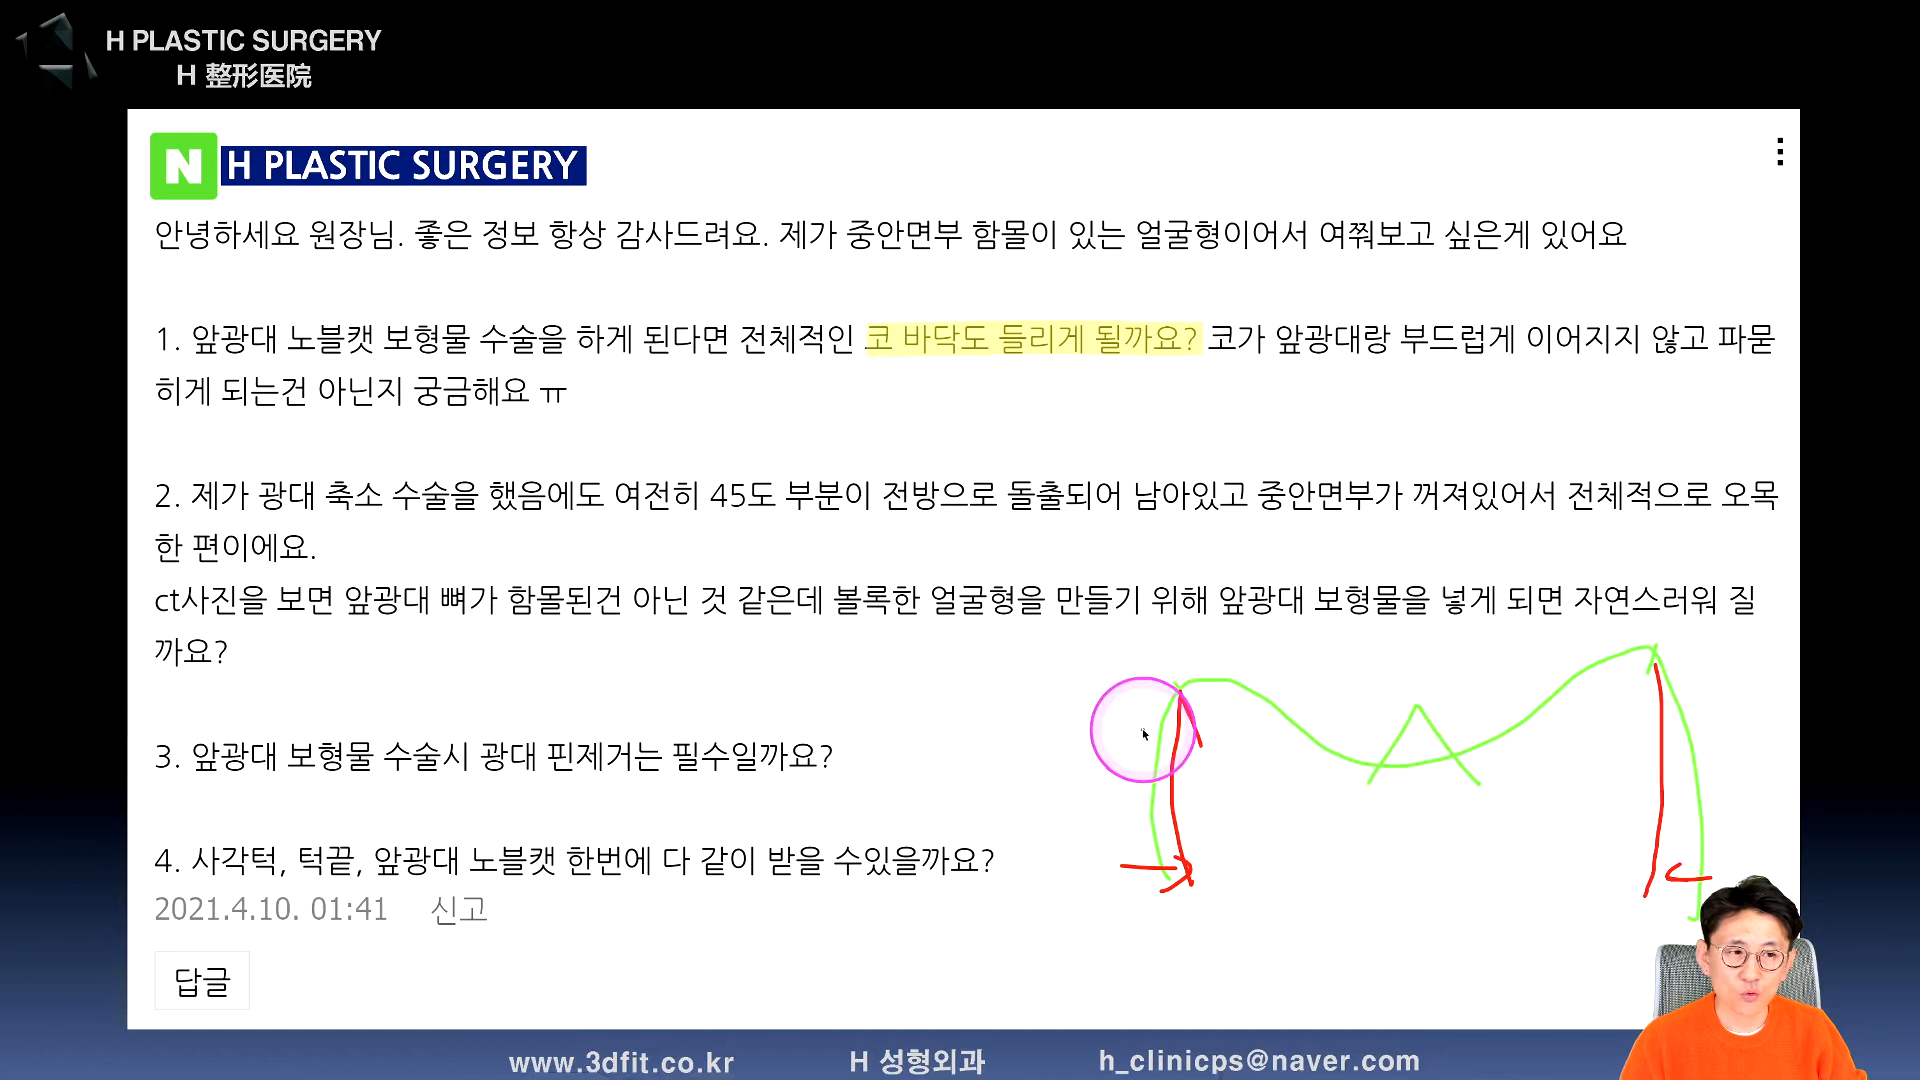 H PLASTIC SURGERY
H 整形医院
N H PLASTIC SURGERY
안녕하세요 원장님. 좋은 정보 항상 감사드려요. 제가 중안면부 함몰이 있는 얼굴형이어서 여쭤보고 싶은게 있어요
1. 앞광대 노블캣 보형물 수술을 하게 된다면 전체적인 코 바닥도 들리게 될까요? 코가 앞광대랑 부드럽게 이어지지 않고 파묻
히게 되는건 아닌지 궁금해요 ㅠ
2. 제가 광대 축소 수술을 했음에도 여전히 45도 부분이 전방으로 돌출되어 남아있고 중안면부가 꺼져있어서 전체적으로 오목
한 편이에요.
ct사진을 보면 앞광대 뼈가 함몰된건 아닌 것 같은데 볼록한 얼굴형을 만들기 위해 앞광대 보형물을 넣게 되면 자연스러워 질
까요?
3. 앞광대 보형물 수술시 광대 핀제거는 필수일까요?
4. 사각턱, 턱끝, 앞광대 노블캣 한번에 다 같이 받을 수있을까요?
2021.4.10. 01:41 신고
답글
www.3dfit.co.kr H 성형외과 h_clinicps@naver.com